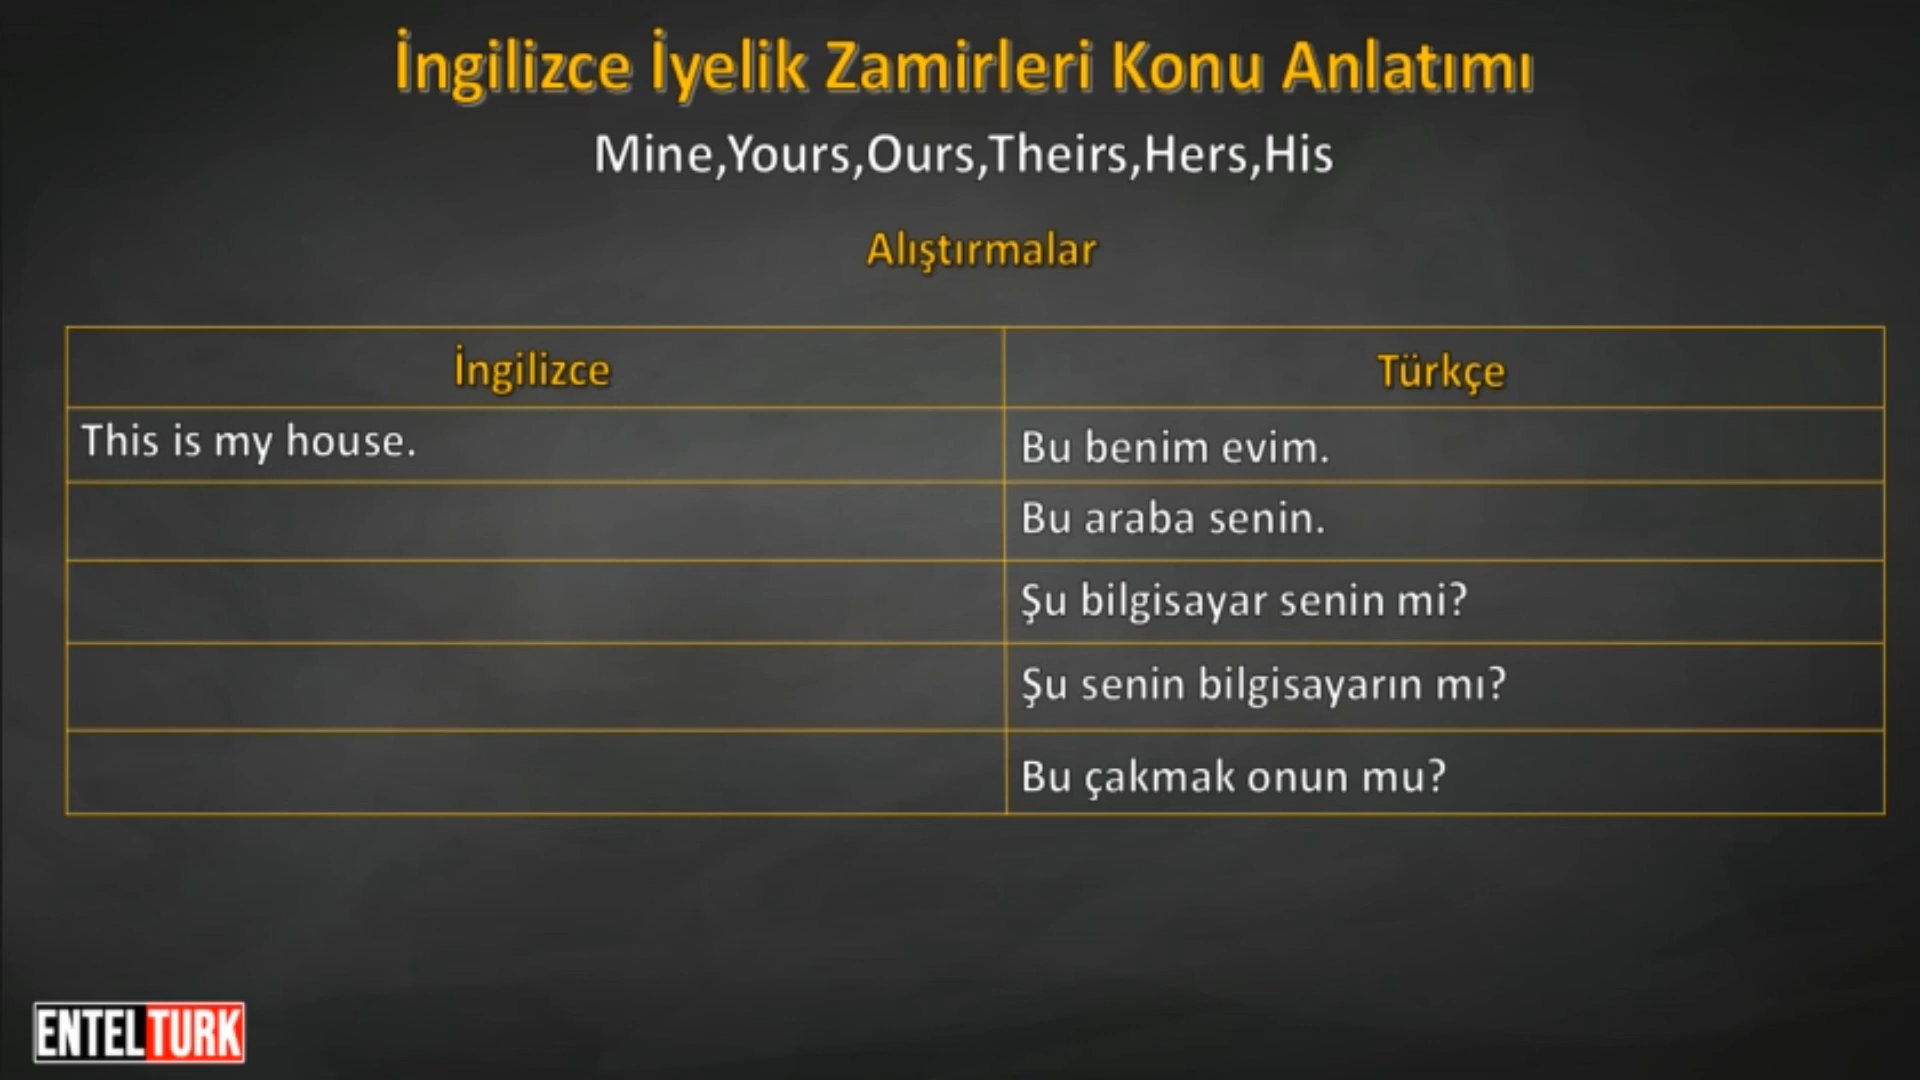 İngilizce İyelik Zamirleri Konu Anlatımı
Mine,Yours,Ours,Theirs,Hers,His
Alıştırmalar
İngilizce
Türkçe
This is my house.
Bu benim evim.
Bu araba senin.
Şu bilgisayar senin mi?
Şu senin bilgisayarın mı?
Bu çakmak onun mu?
ENTELTURK